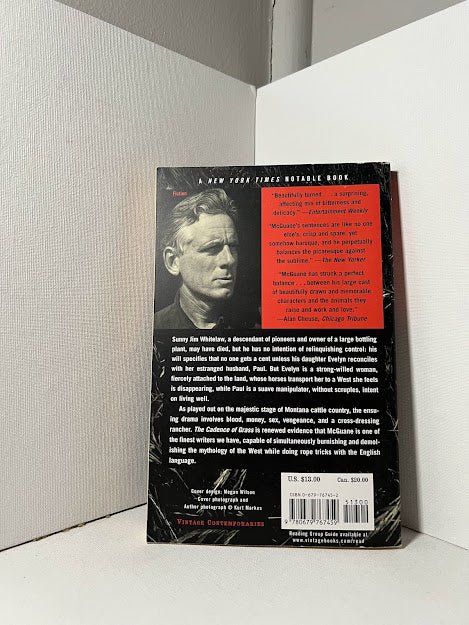 A NEW YORK TIMES NOTABLE BOOK
Fiction
"Beautifully turned . . . a surprising,
affecting mix of bitterness and
delicacy." —Entertainment Weekly
"McGuane's sentences are like no one
else's, crisp and spare, yet
somehow baroque, and he perpetually
balances the picaresque against
the sublime." —The New Yorker
"McGuane has struck a perfect
balance . . . between his large cast
of beautifully drawn and memorable
characters and the animals they
raise and work and love."
—Alan Cheuse, Chicago Tribune
Sunny Jim Whitelaw, a descendant of pioneers and owner of a large bottling
plant, may have died, but he has no intention of relinquishing control: his
will specifies that no one gets a cent unless his daughter Evelyn reconciles
with her estranged husband, Paul. But Evelyn is a strong-willed woman,
fiercely attached to the land, whose horses transport her to a West she feels
is disappearing, while Paul is a suave manipulator, without scruples, intent
on living well.
As played out on the majestic stage of Montana cattle country, the ensu-
ing drama involves blood, money, sex, vengeance, and a cross-dressing
rancher. The Cadence of Grass is renewed evidence that McGuane is one of
the finest writers we have, capable of simultaneously burnishing and demol-
ishing the mythology of the West while doing rope tricks with the English
language.
Cover design: Megan Wilson
Cover photograph and
Author photograph © Kurt Markus
VINTAGE CONTEMPORARIES
U.S. $13.00 Can. $20.00
ISBN 0-679-76745-2
51300
9 780679 767459
Reading Group Guide available at
www.vintagebooks.com/read